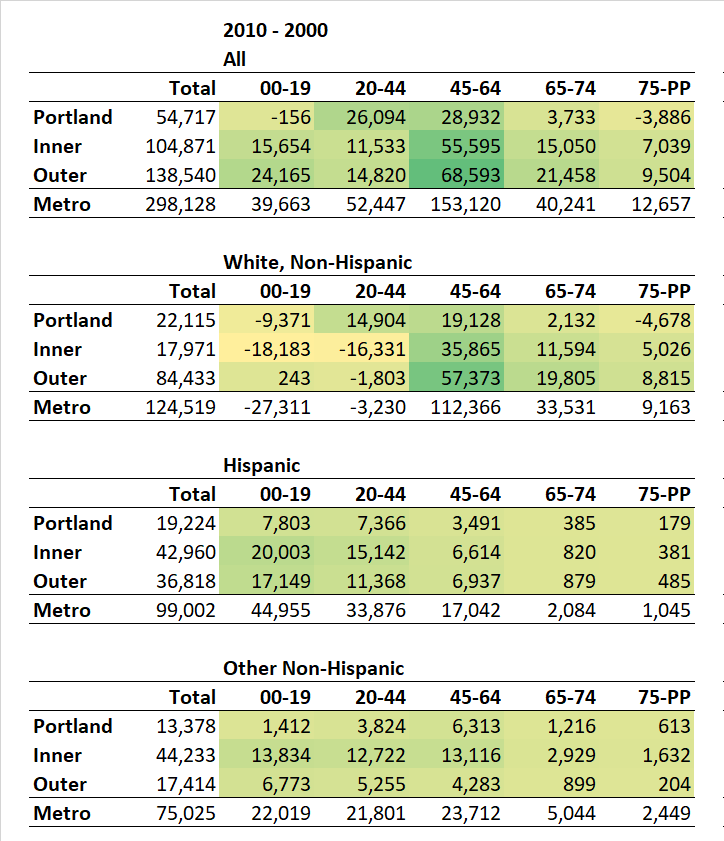 2010 - 2000
All
Total 00-19 20-44 45-64 65-74 75-PP
Portland 54,717 -156 26,094 28,932 3,733 -3,886
Inner 104,871 15,654 11,533 55,595 15,050 7,039
Outer 138,540 24,165 14,820 68,593 21,458 9,504
Metro 298,128 39,663 52,447 153,120 40,241 12,657
White, Non-Hispanic
Total 00-19 20-44 45-64 65-74 75-PP
Portland 22,115 -9,371 14,904 19,128 2,132 -4,678
Inner 17,971 -18,183 -16,331 35,865 11,594 5,026
Outer 84,433 243 -1,803 57,373 19,805 8,815
Metro 124,519 -27,311 -3,230 112,366 33,531 9,163
Hispanic
Total 00-19 20-44 45-64 65-74 75-PP
Portland 19,224 7,803 7,366 3,491 385 179
Inner 42,960 20,003 15,142 6,614 820 381
Outer 36,818 17,149 11,368 6,937 879 485
Metro 99,002 44,955 33,876 17,042 2,084 1,045
Other Non-Hispanic
Total 00-19 20-44 45-64 65-74 75-PP
Portland 13,378 1,412 3,824 6,313 1,216 613
Inner 44,233 13,834 12,722 13,116 2,929 1,632
Outer 17,414 6,773 5,255 4,283 899 204
Metro 75,025 22,019 21,801 23,712 5,044 2,449